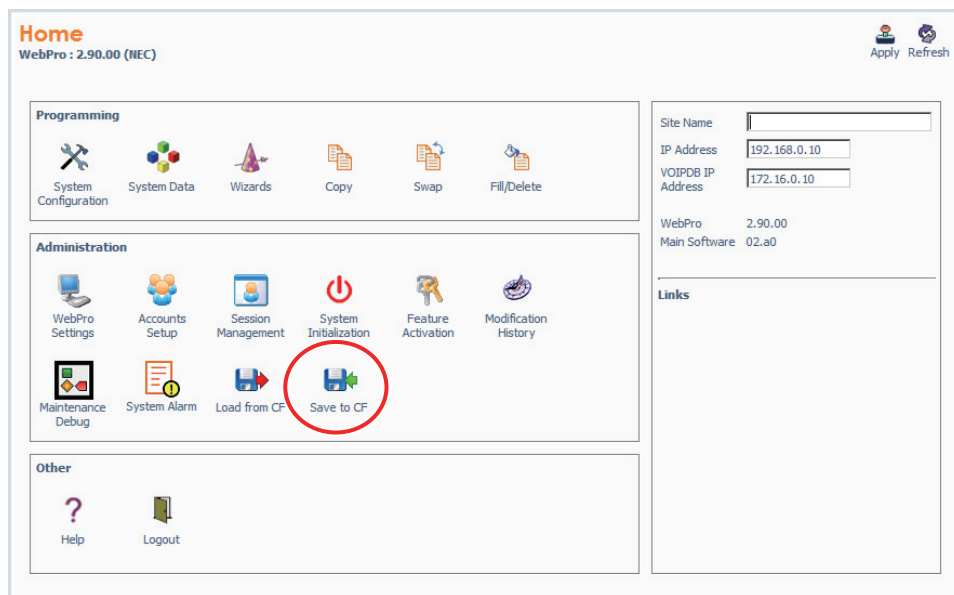 Home
WebPro : 2.90.00 (NEC)
Apply Refresh
Programming
System Configuration
System Data
Wizards
Copy
Swap
Fill/Delete
Administration
WebPro Settings
Accounts Setup
Session Management
System Initialization
Feature Activation
Modification History
Maintenance Debug
System Alarm
Load from CF
Save to CF
Other
Help
Logout
Site Name
IP Address 192.168.0.10
VOIPDB IP Address 172.16.0.10
WebPro 2.90.00
Main Software 02.a0
Links